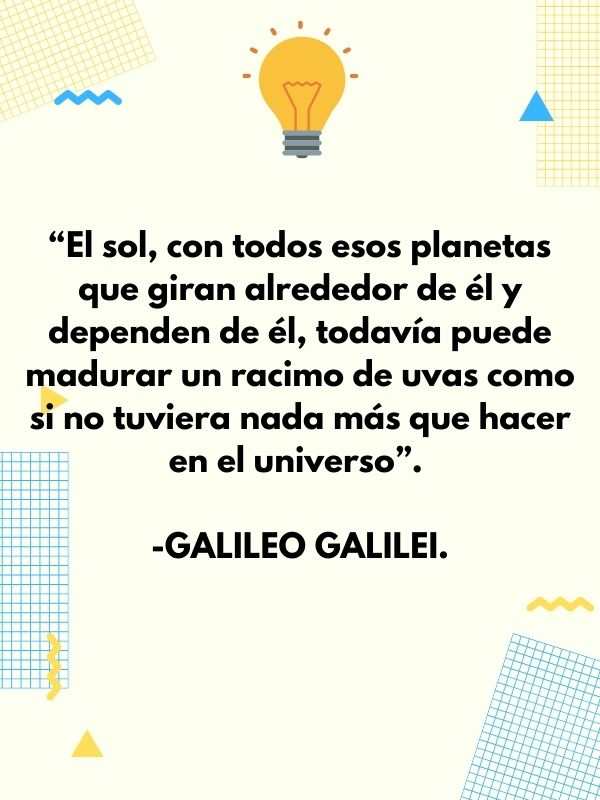 “El sol, con todos esos planetas
que giran alrededor de él y
dependen de él, todavía puede
madurar un racimo de uvas como
si no tuviera nada más que hacer
en el universo”.
-GALILEO GALILEI.